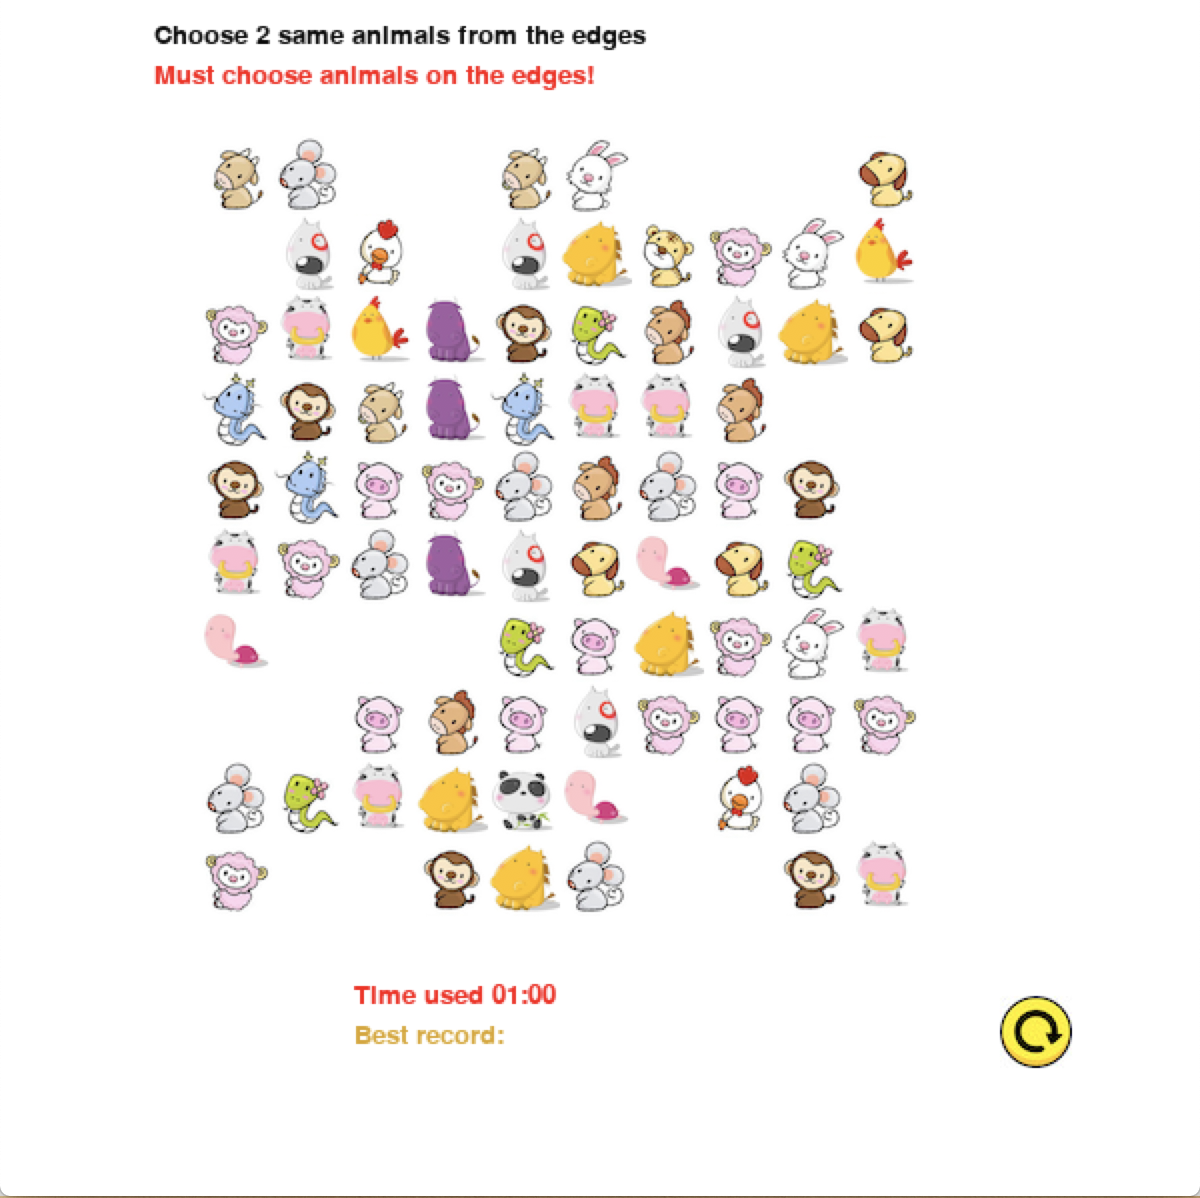 Choose 2 same animals from the edges
Must choose animals on the edges!
Time used 01:00
Best record: